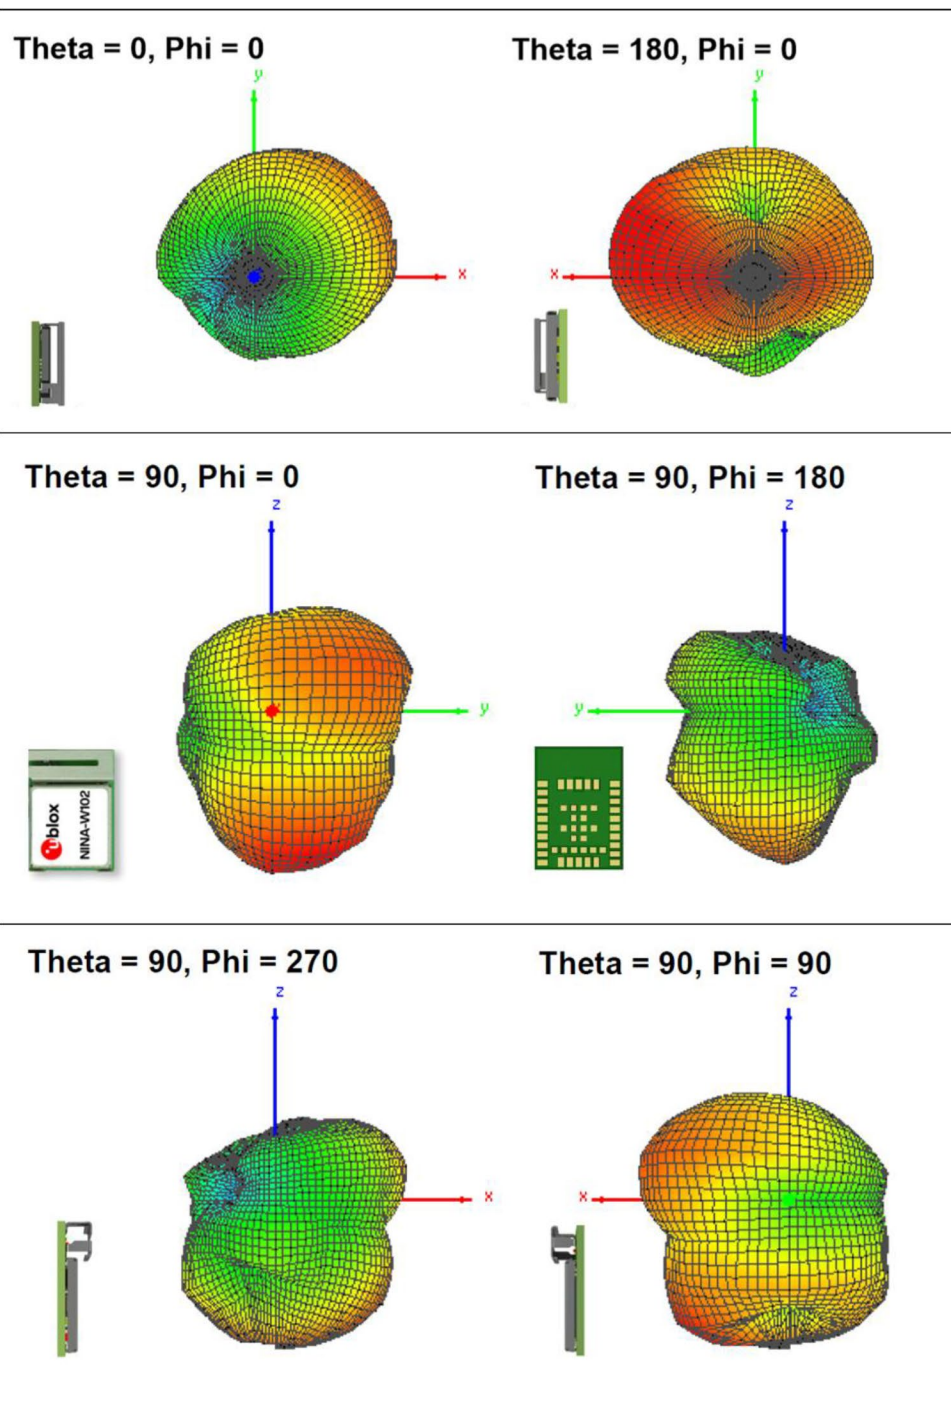 Theta = 0, Phi = 0
Theta = 180, Phi = 0
y
y
x
x
Theta = 90, Phi = 0
Theta = 90, Phi = 180
z
z
y
y
ublox
NINA-W102
Theta = 90, Phi = 270
Theta = 90, Phi = 90
z
z
x
x